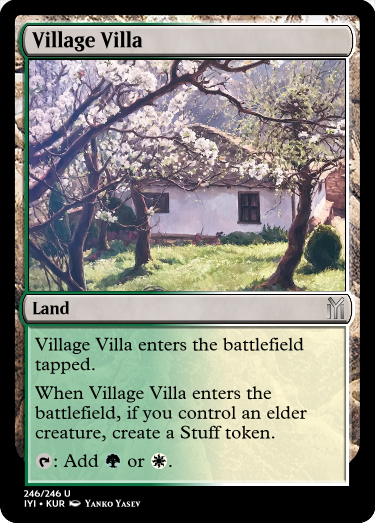 Village Villa
Land
Village Villa enters the battlefield
tapped.
When Village Villa enters the
battlefield, if you control an elder
creature, create a Stuff token.
: Add or .
246/246 U
IYI • KUR Yanko Yasev